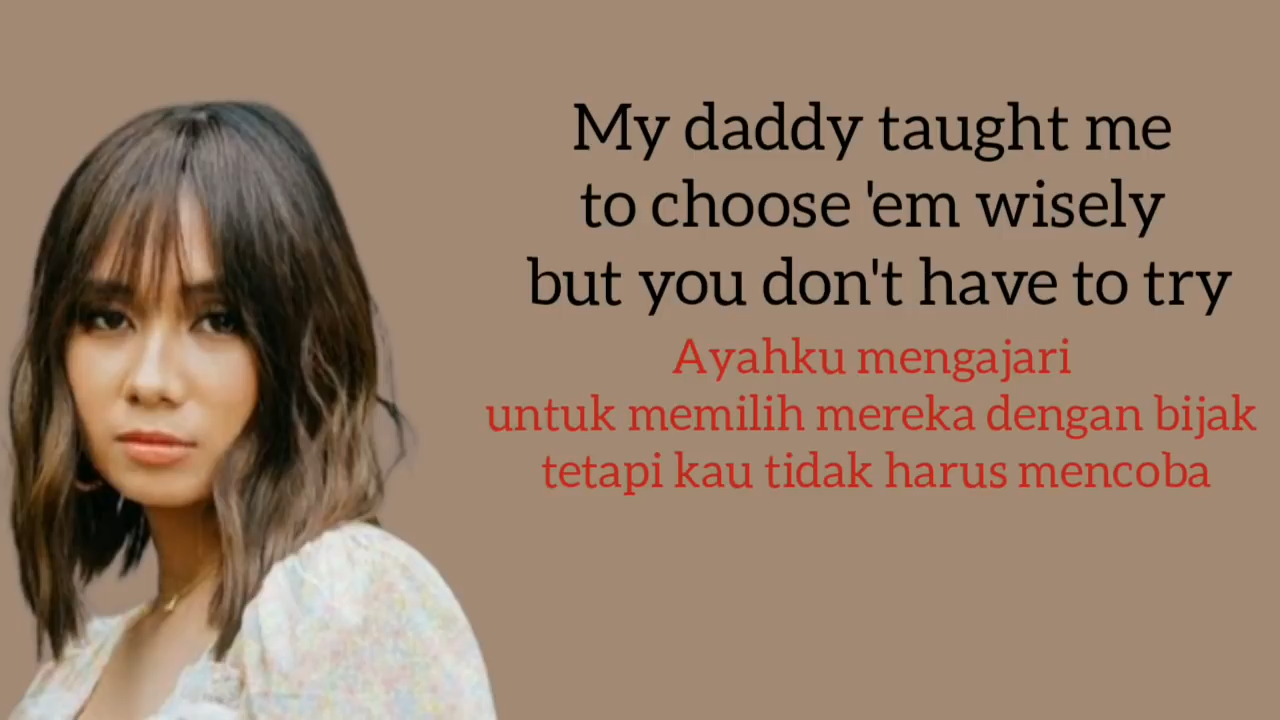 My daddy taught me
to choose 'em wisely
but you don't have to try
Ayahku mengajari
untuk memilih mereka dengan bijak
tetapi kau tidak harus mencoba